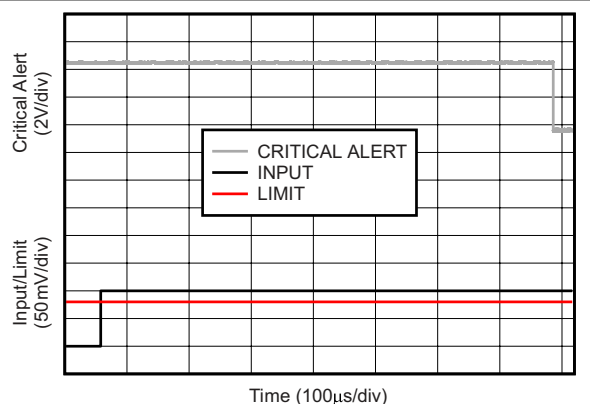 Critical Alert
(2V/div)
CRITICAL ALERT
INPUT
LIMIT
Input/Limit
(50mV/div)
Time (100μs/div)